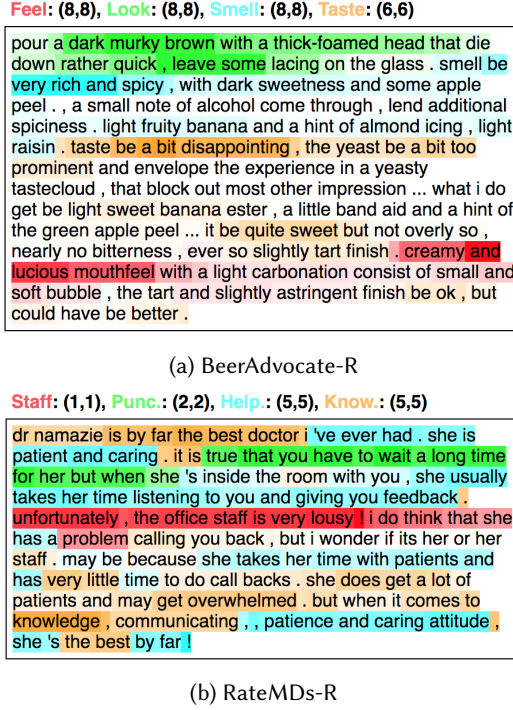 Feel: (8,8), Look: (8,8), Smell: (8,8), Taste: (6,6)
pour a dark murky brown with a thick-foamed head that die
down rather quick , leave some lacing on the glass . smell be
very rich and spicy , with dark sweetness and some apple
peel . , a small note of alcohol come through , lend additional
spiciness . light fruity banana and a hint of almond icing , light
raisin . taste be a bit disappointing , the yeast be a bit too
prominent and envelope the experience in a yeasty
tastecloud , that block out most other impression ... what i do
get be light sweet banana ester , a little band aid and a hint of
the green apple peel ... it be quite sweet but not overly so ,
nearly no bitterness , ever so slightly tart finish . creamy and
lucious mouthfeel with a light carbonation consist of small and
soft bubble , the tart and slightly astringent finish be ok , but
could have be better .
(a) BeerAdvocate-R
Staff: (1,1), Punc.: (2,2), Help.: (5,5), Know.: (5,5)
dr namazie is by far the best doctor i 've ever had . she is
patient and caring . it is true that you have to wait a long time
for her but when she 's inside the room with you , she usually
takes her time listening to you and giving you feedback .
unfortunately , the office staff is very lousy ! i do think that she
has a problem calling you back , but i wonder if its her or her
staff . may be because she takes her time with patients and
has very little time to do call backs . she does get a lot of
patients and may get overwhelmed . but when it comes to
knowledge , communicating , , patience and caring attitude ,
she 's the best by far !
(b) RateMDs-R